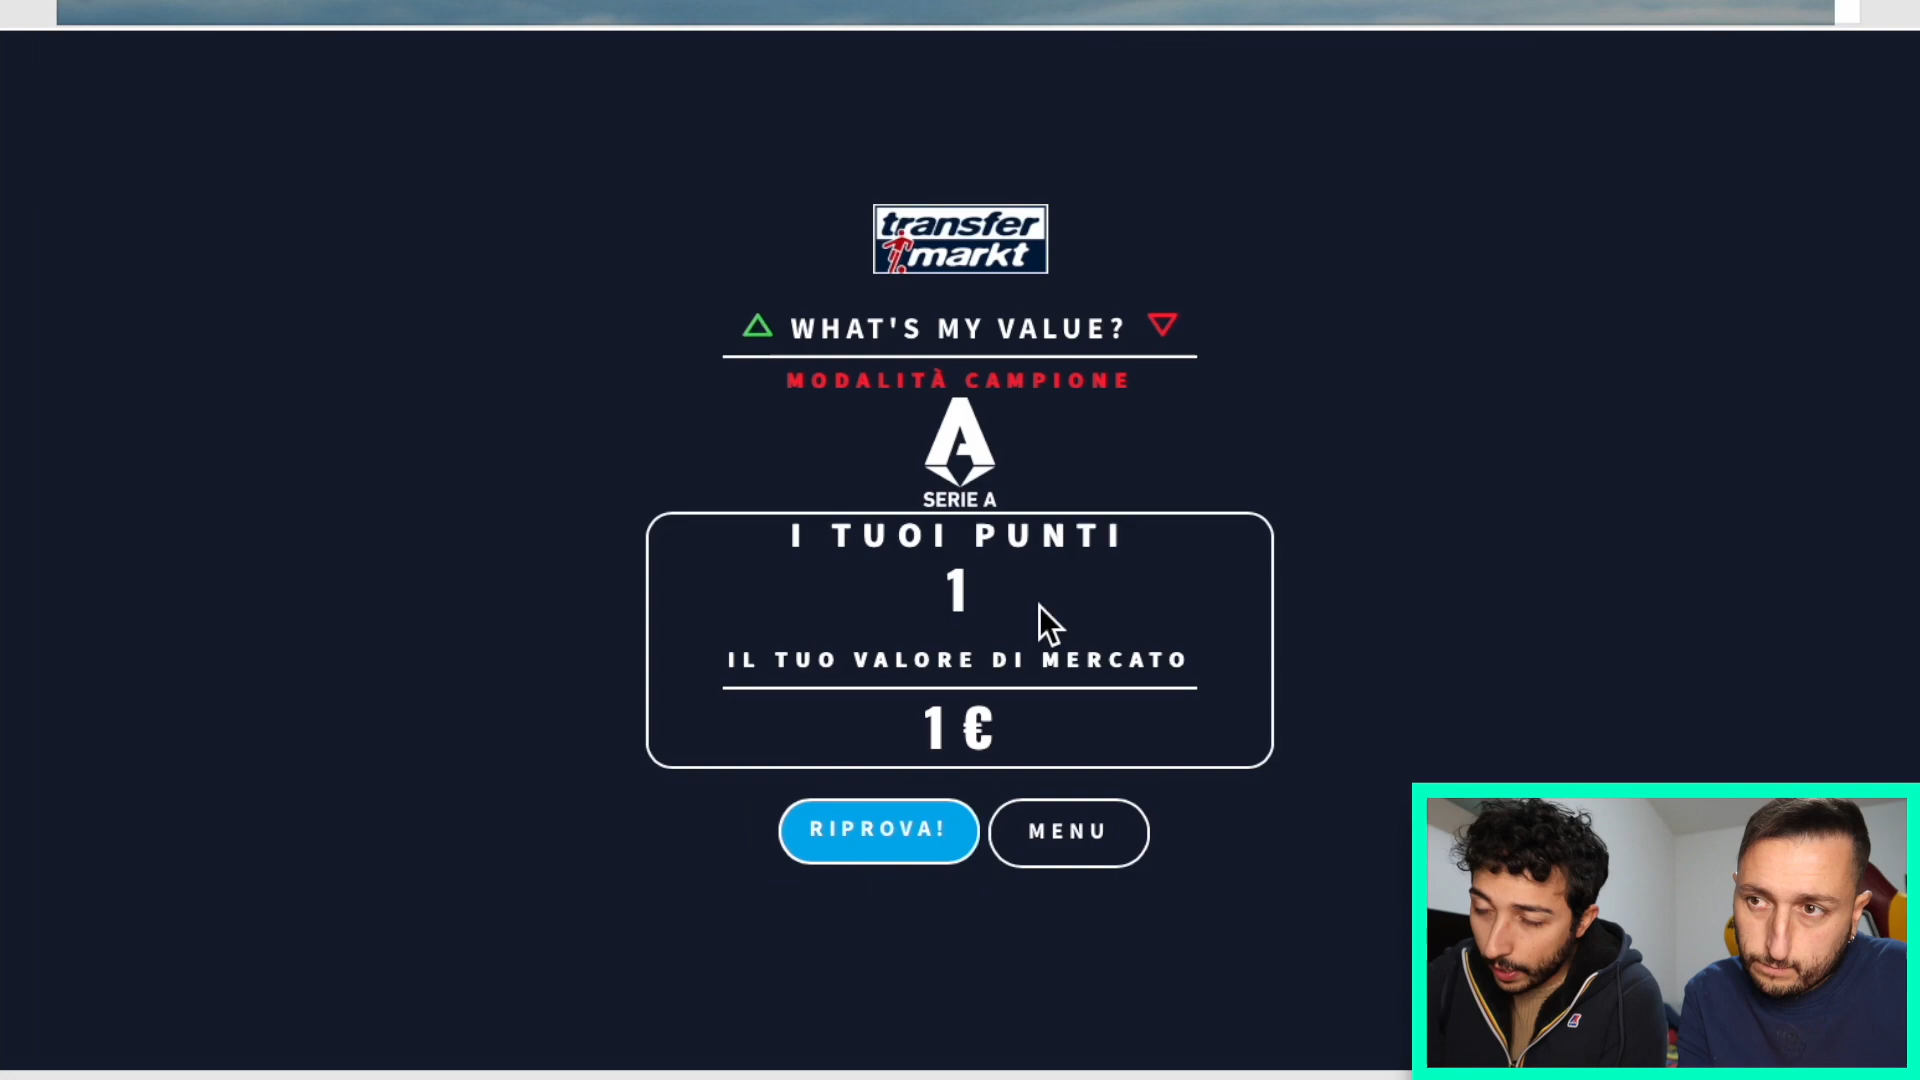 transfer
markt
WHAT'S MY VALUE?
MODALITÀ CAMPIONE
SERIE A
I TUOI PUNTI
1
IL TUO VALORE DI MERCATO
1 €
RIPROVA!
MENU